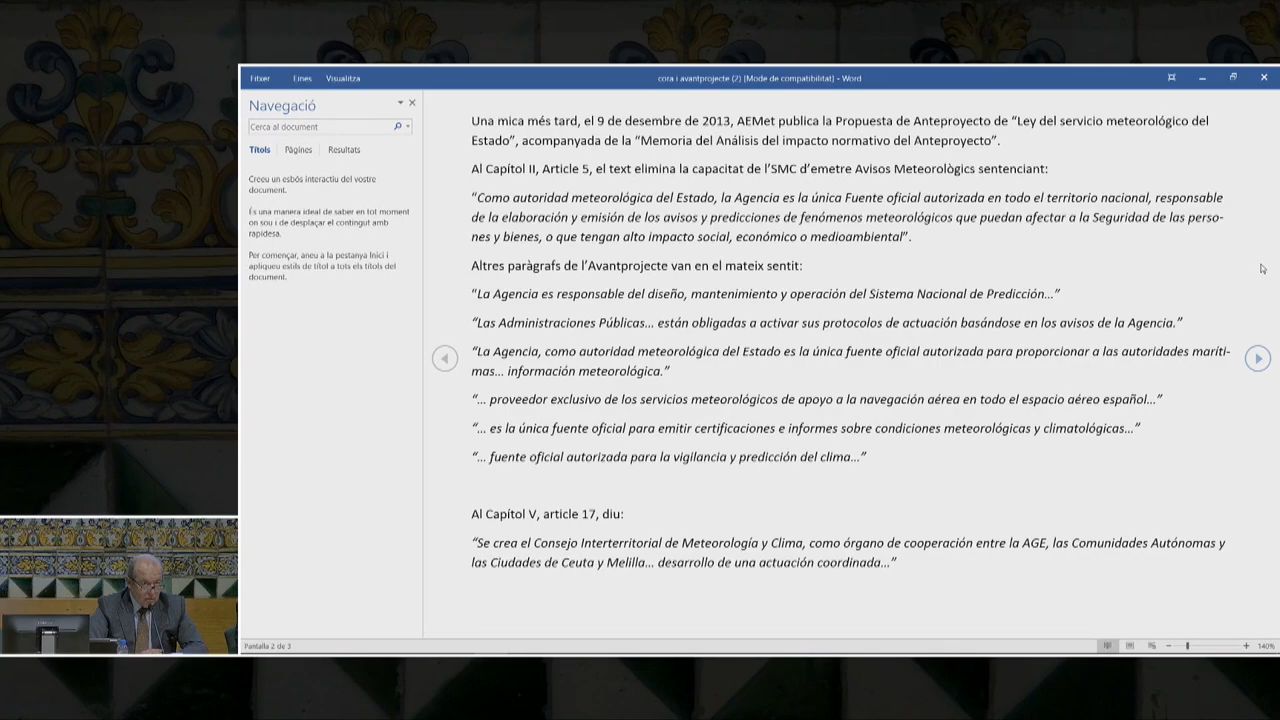 Fitxer Eines Visualitza
cora i avantprojecte (2) [Mode de compatibilitat] - Word
Navegació
Cerca al document
Títols Pàgines Resultats
Creeu un esbós interactiu del vostre
document.
És una manera ideal de saber en tot moment
on sou i de desplaçar el contingut amb
rapidesa.
Per començar, aneu a la pestanya Inici i
apliqueu estils de títol a tots els títols del
document.
Una mica més tard, el 9 de desembre de 2013, AEMet publica la Propuesta de Anteproyecto de “Ley del servicio meteorológico del
Estado”, acompanyada de la “Memoria del Análisis del impacto normativo del Anteproyecto”.
Al Capítol II, Article 5, el text elimina la capacitat de l’SMC d’emetre Avisos Meteorològics sentenciant:
“Como autoridad meteorológica del Estado, la Agencia es la única Fuente oficial autorizada en todo el territorio nacional, responsable
de la elaboración y emisión de los avisos y predicciones de fenómenos meteorológicos que puedan afectar a la Seguridad de las perso-
nes y bienes, o que tengan alto impacto social, económico o medioambiental”.
Altres paràgrafs de l’Avantprojecte van en el mateix sentit:
“La Agencia es responsable del diseño, mantenimiento y operación del Sistema Nacional de Predicción…”
“Las Administraciones Públicas… están obligadas a activar sus protocolos de actuación basándose en los avisos de la Agencia.”
“La Agencia, como autoridad meteorológica del Estado es la única fuente oficial autorizada para proporcionar a las autoridades maríti-
mas… información meteorológica.”
“… proveedor exclusivo de los servicios meteorológicos de apoyo a la navegación aérea en todo el espacio aéreo español…”
“… es la única fuente oficial para emitir certificaciones e informes sobre condiciones meteorológicas y climatológicas…”
“… fuente oficial autorizada para la vigilancia y predicción del clima…”
Al Capítol V, article 17, diu:
“Se crea el Consejo Interterritorial de Meteorología y Clima, como órgano de cooperación entre la AGE, las Comunidades Autónomas y
las Ciudades de Ceuta y Melilla… desarrollo de una actuación coordinada…”
Pantalla 2 de 3
140%